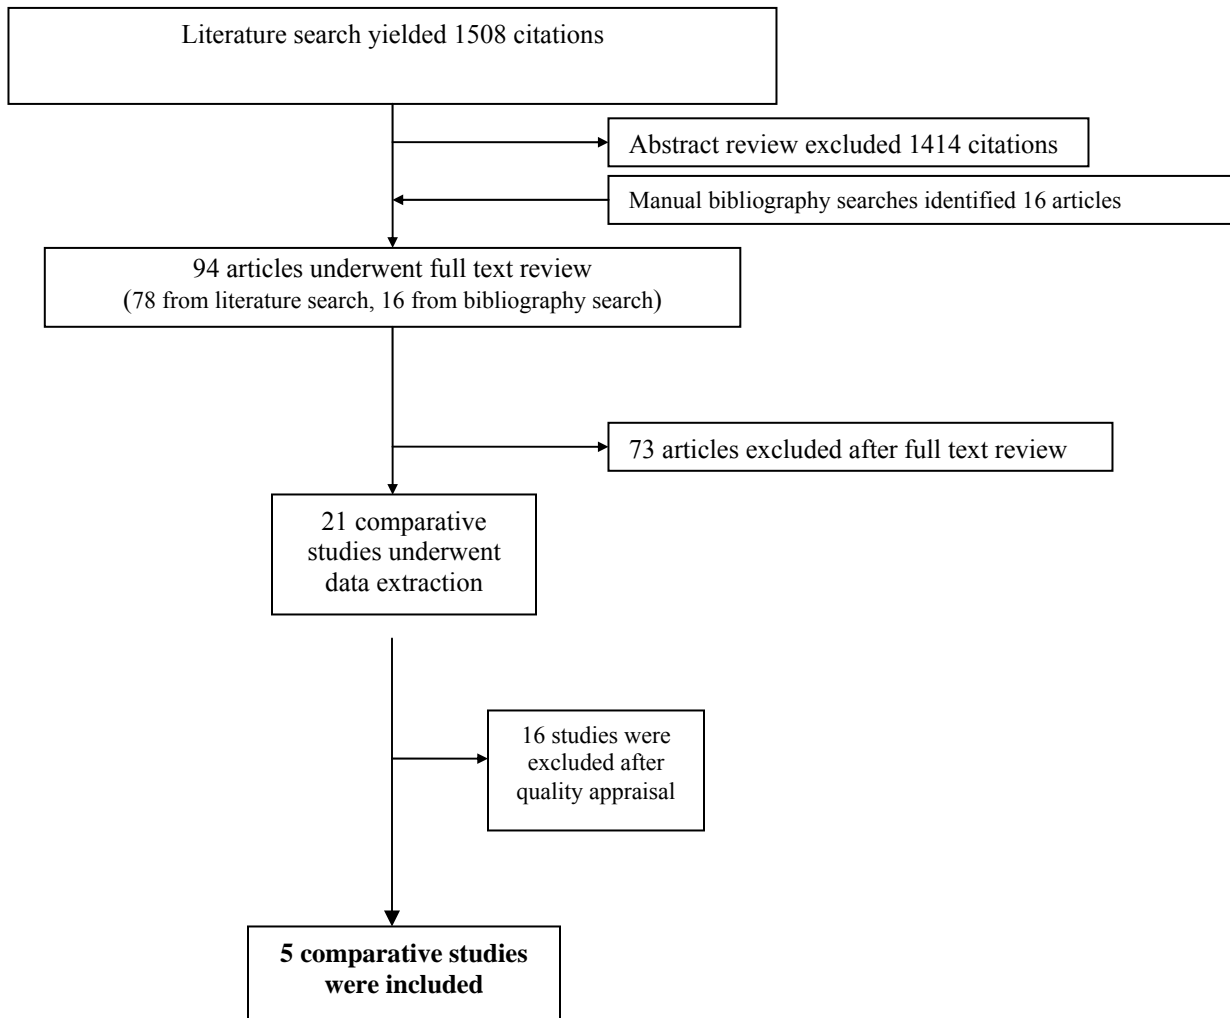 Literature search yielded 1508 citations
Abstract review excluded 1414 citations
Manual bibliography searches identified 16 articles
94 articles underwent full text review
(78 from literature search, 16 from bibliography search)
73 articles excluded after full text review
21 comparative
studies underwent
data extraction
16 studies were
excluded after
quality appraisal
5 comparative studies
were included